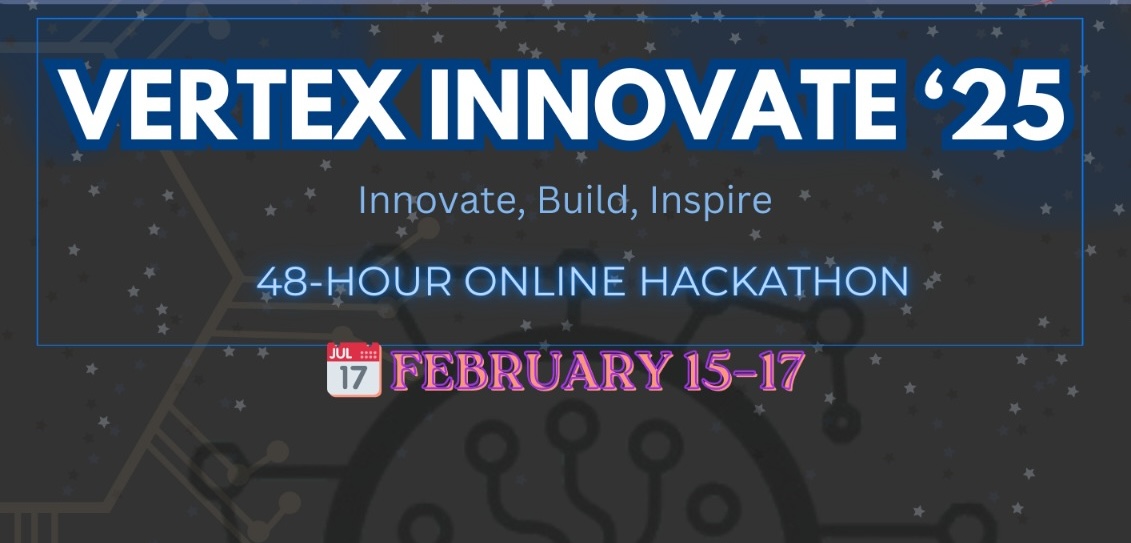 VERTEX INNOVATE ‘25
Innovate, Build, Inspire
48-HOUR ONLINE HACKATHON
JUL 17 FEBRUARY 15-17